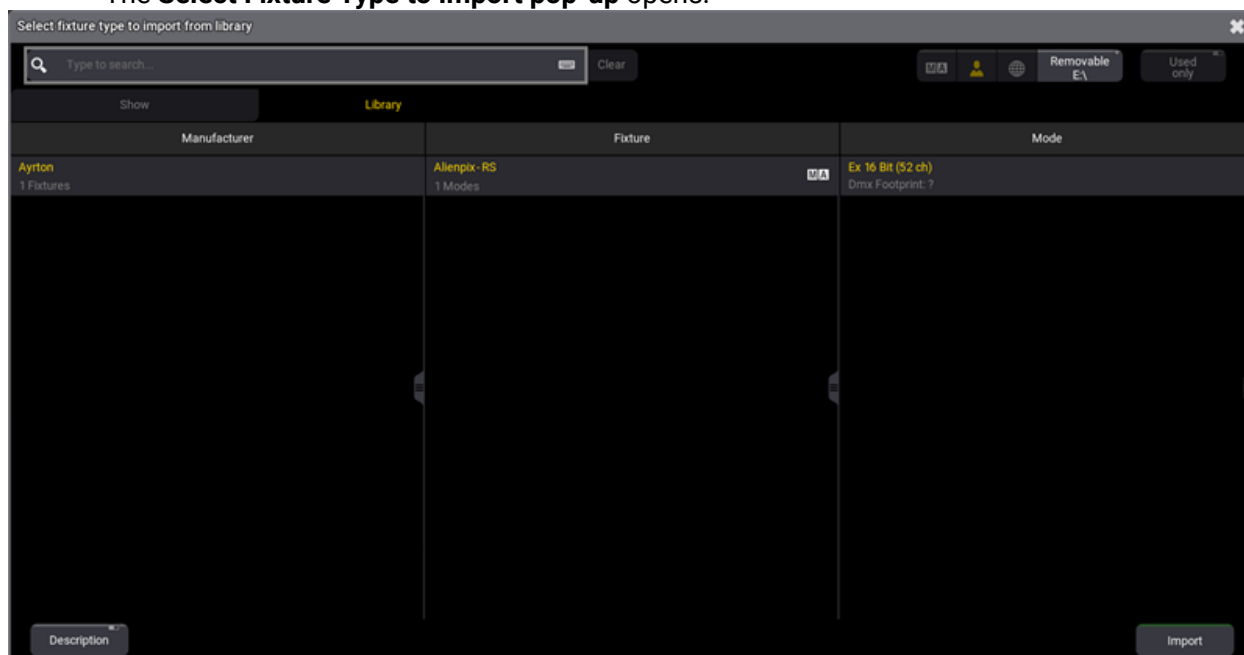 The Select Fixture Type to Import pop-up opens.
Select fixture type to import from library
Type to search... Clear MA Removable E:\ Used only
Show Library
Manufacturer Fixture Mode
Ayrton Alienpix-RS MA Ex 16 Bit (52 ch)
1 Fixtures 1 Modes Dmx Footprint: ?
Description Import